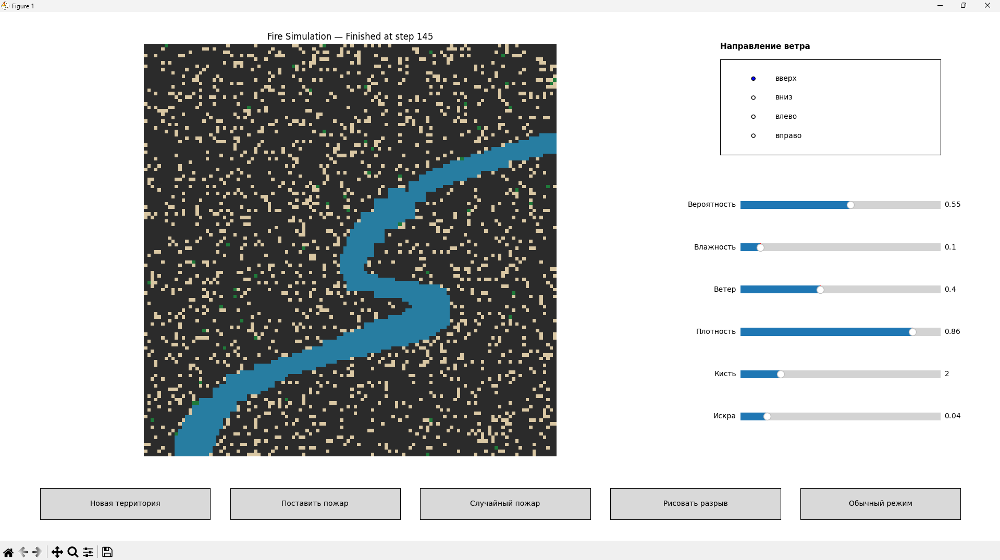 Figure 1
Fire Simulation — Finished at step 145
Направление ветра
вверх
вниз
влево
вправо
Вероятность 0.55
Влажность 0.1
Ветер 0.4
Плотность 0.86
Кисть 2
Искра 0.04
Новая территория
Поставить пожар
Случайный пожар
Рисовать разрыв
Обычный режим